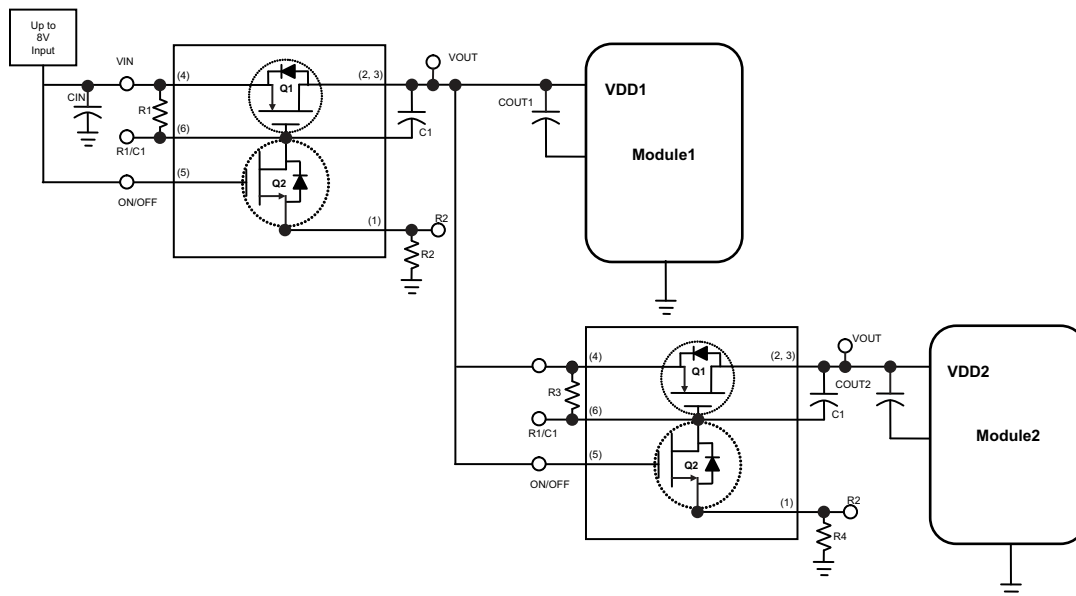 Up to
8V
Input
VIN
CIN
R1
R1/C1
ON/OFF
(4)
(6)
(5)
Q1
Q2
(2, 3)
(1)
VOUT
C1
R2
R2
COUT1
VDD1
Module1
R3
R1/C1
ON/OFF
(4)
(6)
(5)
Q1
Q2
(2, 3)
(1)
VOUT
C1
R2
R4
COUT2
VDD2
Module2